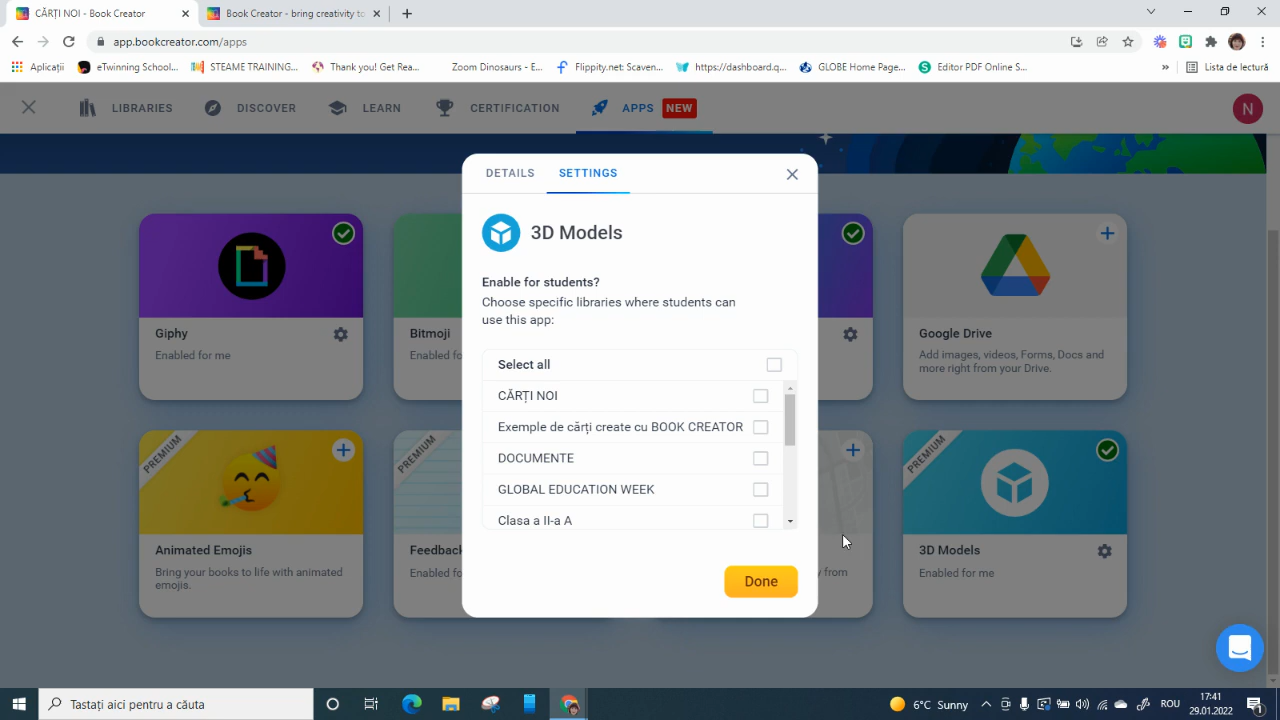 CĂRȚI NOI - Book Creator
Book Creator - bring creativity to
app.bookcreator.com/apps
Aplicații
eTwinning School...
STEAME TRAINING...
Thank you! Get Rea...
Zoom Dinosaurs - E...
Flippity.net: Scaven...
https://dashboard.q...
GLOBE Home Page...
Editor PDF Online S...
»
Lista de lectură
LIBRARIES
DISCOVER
LEARN
CERTIFICATION
APPS NEW
N
DETAILS
SETTINGS
3D Models
Enable for students?
Choose specific libraries where students can
use this app:
Select all
CĂRȚI NOI
Exemple de cărți create cu BOOK CREATOR
DOCUMENTE
GLOBAL EDUCATION WEEK
Clasa a II-a A
Done
Giphy
Enabled for me
Bitmoji
Enabled fo
Google Drive
Add images, videos, Forms, Docs and
more right from your Drive.
PREMIUM
Animated Emojis
Bring your books to life with animated
emojis.
PREMIUM
Feedback
Enabled fo
y from
PREMIUM
3D Models
Enabled for me
Tastați aici pentru a căuta
6°C Sunny
ROU
17:41
29.01.2022
1